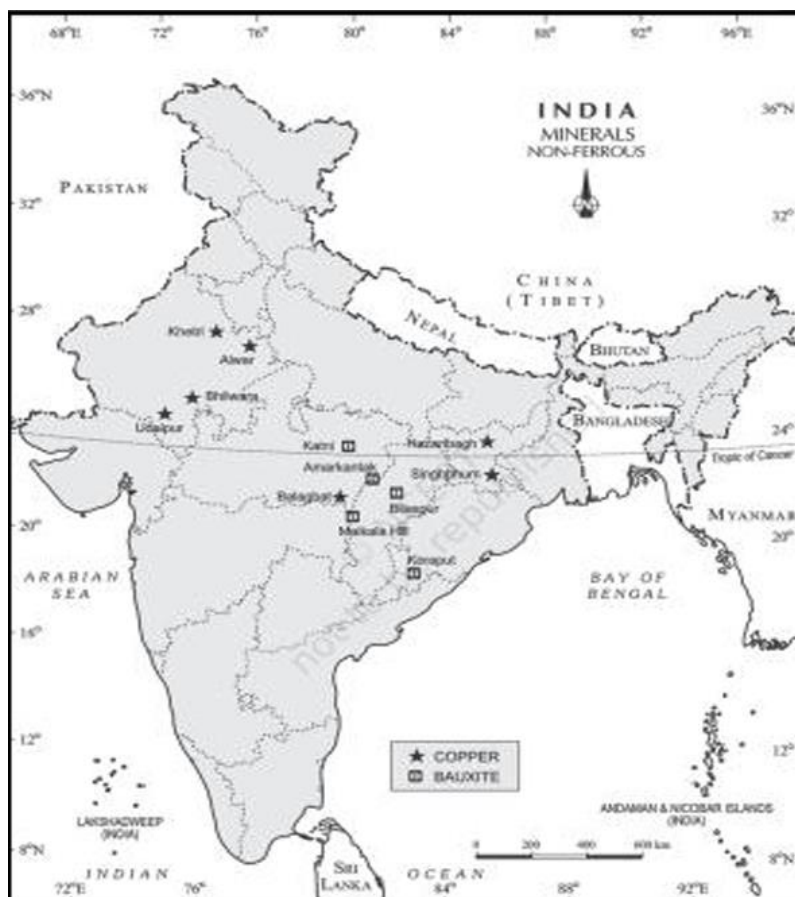 68°E 72° 76° 80° 84° 88° 92° 96°E
36°N
36°N
INDIA
MINERALS
NON-FERROUS
N
PAKISTAN
32°
32°
CHINA
(TIBET)
28°
NEPAL
BHUTAN
Khetri
Alwar
Bhilwara
Udaipur
BANGLADESH
24°
Katni
Hazaribagh
Tropic of Cancer
Amarkantak
Singhbhum
Balaghat
Bilaspur
Maikala Hill
MYANMAR
20°
20°
Koraput
ARABIAN
SEA
BAY OF
BENGAL
not republish
16°
16°
12°
12°
COPPER
BAUXITE
LAKSHADWEEP
(INDIA)
ANDAMAN & NICOBAR ISLANDS
(INDIA)
0 200 400 600 km
8°N
8°N
SRI
LANKA
INDIAN OCEAN
72°E 76° 84° 88° 92°E